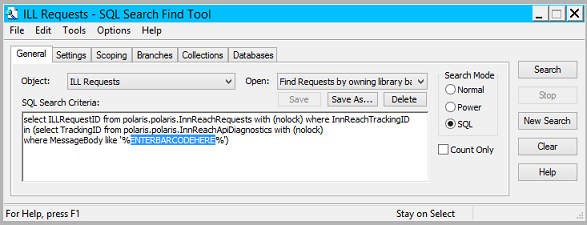 ILL Requests - SQL Search Find Tool
File Edit Tools Options Help
General Settings Scoping Branches Collections Databases
Object: ILL Requests Open: Find Requests by owning library ba
Search Mode
Normal
Power
SQL
Count Only
Save Save As... Delete
SQL Search Criteria:
select ILLRequestID from polaris.polaris.InnReachRequests with (nolock) where InnReachTrackingID
in (select TrackingID from polaris.polaris.InnReachApiDiagnostics with (nolock)
where MessageBody like '%ENTERBARCODEHERE%')
Search
Stop
New Search
Clear
Help
For Help, press F1 Stay on Select